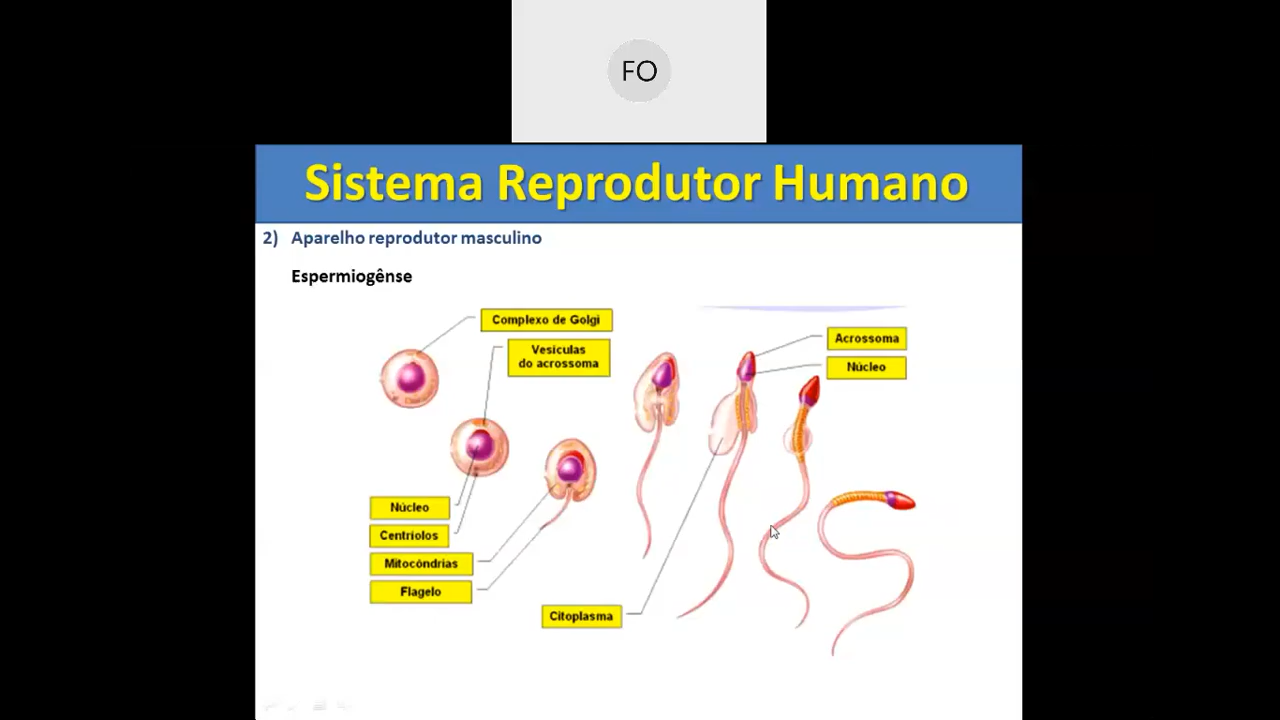 FO
Sistema Reprodutor Humano
2) Aparelho reprodutor masculino
Espermiogênse
Complexo de Golgi
Vesículas
do acrossoma
Acrossoma
Núcleo
Núcleo
Centríolos
Mitocôndrias
Flagelo
Citoplasma